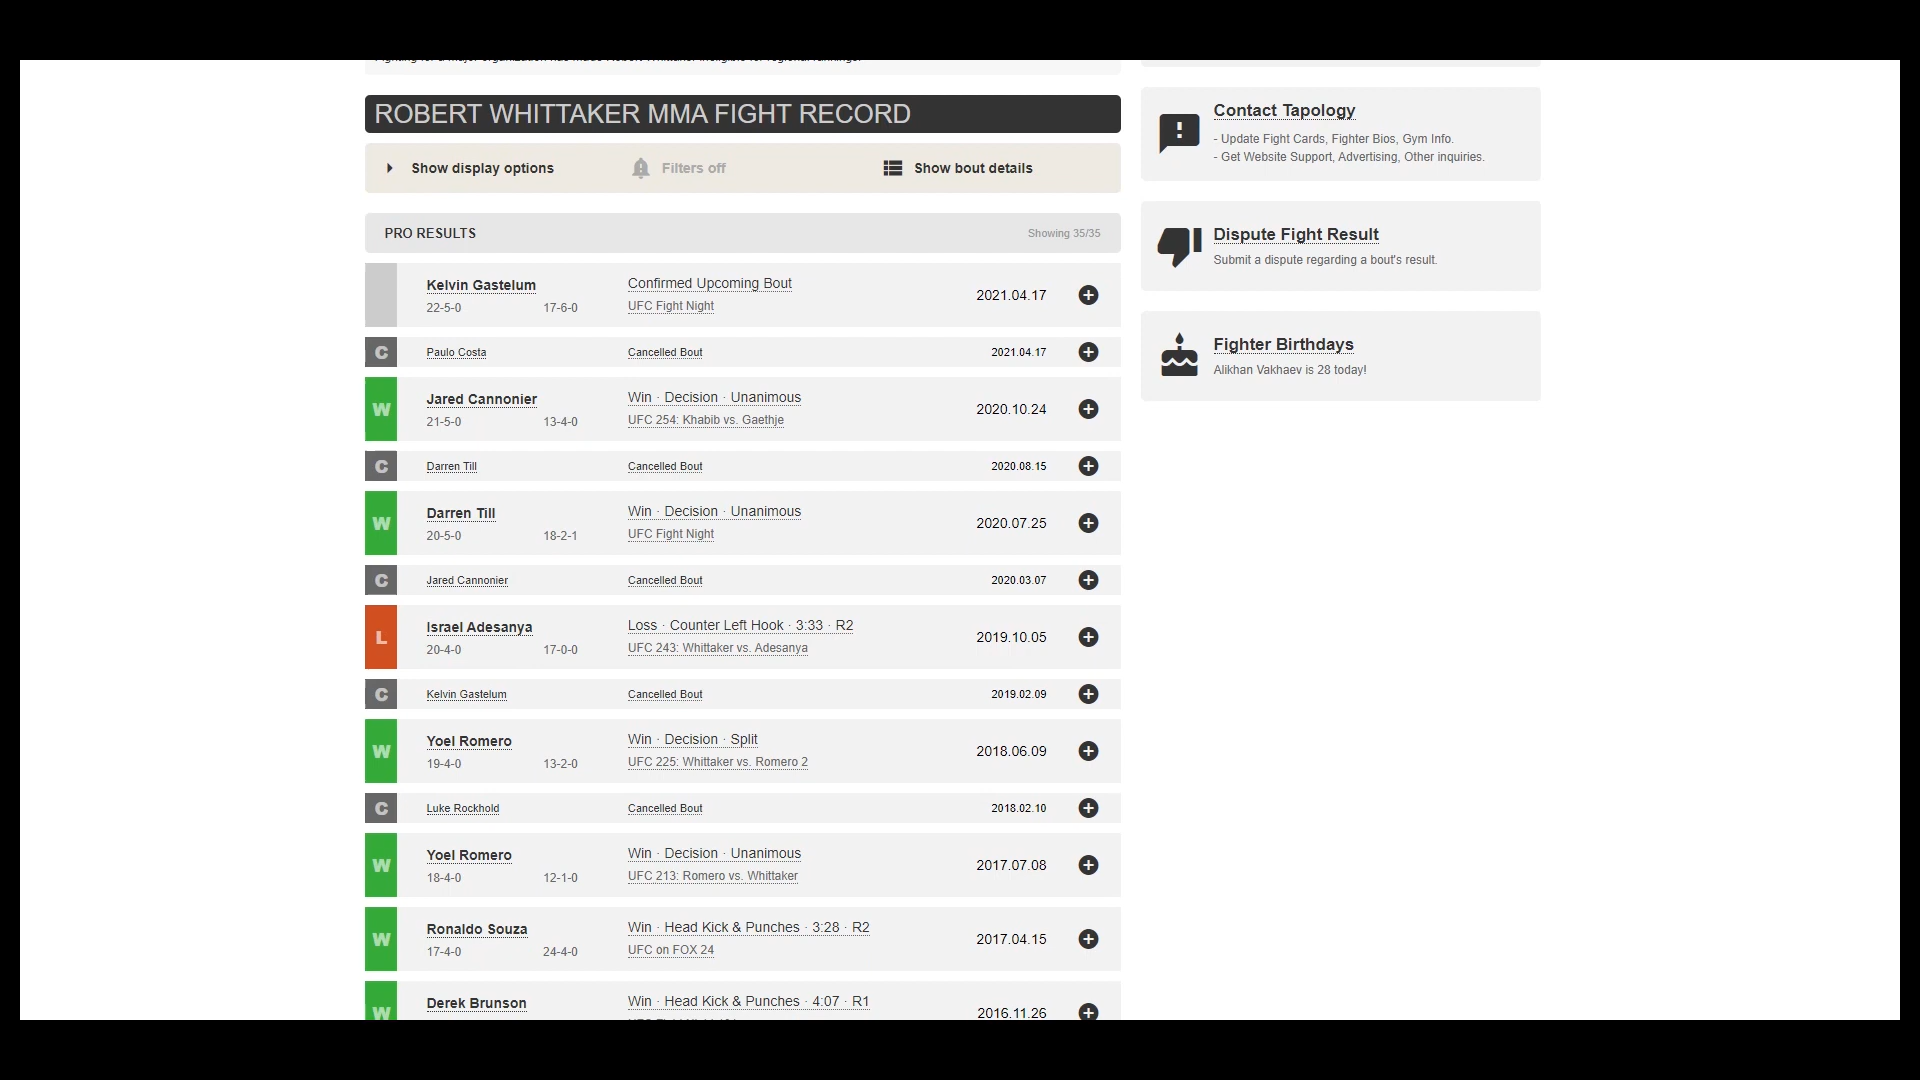 ROBERT WHITTAKER MMA FIGHT RECORD
Show display options
Filters off
Show bout details
PRO RESULTS
Showing 35/35
Kelvin Gastelum
22-5-0 17-6-0
Confirmed Upcoming Bout
UFC Fight Night
2021.04.17
C
Paulo Costa
Cancelled Bout
2021.04.17
W
Jared Cannonier
21-5-0 13-4-0
Win · Decision · Unanimous
UFC 254: Khabib vs. Gaethje
2020.10.24
C
Darren Till
Cancelled Bout
2020.08.15
W
Darren Till
20-5-0 18-2-1
Win · Decision · Unanimous
UFC Fight Night
2020.07.25
C
Jared Cannonier
Cancelled Bout
2020.03.07
L
Israel Adesanya
20-4-0 17-0-0
Loss · Counter Left Hook · 3:33 · R2
UFC 243: Whittaker vs. Adesanya
2019.10.05
C
Kelvin Gastelum
Cancelled Bout
2019.02.09
W
Yoel Romero
19-4-0 13-2-0
Win · Decision · Split
UFC 225: Whittaker vs. Romero 2
2018.06.09
C
Luke Rockhold
Cancelled Bout
2018.02.10
W
Yoel Romero
18-4-0 12-1-0
Win · Decision · Unanimous
UFC 213: Romero vs. Whittaker
2017.07.08
W
Ronaldo Souza
17-4-0 24-4-0
Win · Head Kick & Punches · 3:28 · R2
UFC on FOX 24
2017.04.15
W
Derek Brunson
Win · Head Kick & Punches · 4:07 · R1
2016.11.26
Contact Tapology
- Update Fight Cards, Fighter Bios, Gym Info.
- Get Website Support, Advertising, Other inquiries.
Dispute Fight Result
Submit a dispute regarding a bout's result.
Fighter Birthdays
Alikhan Vakhaev is 28 today!